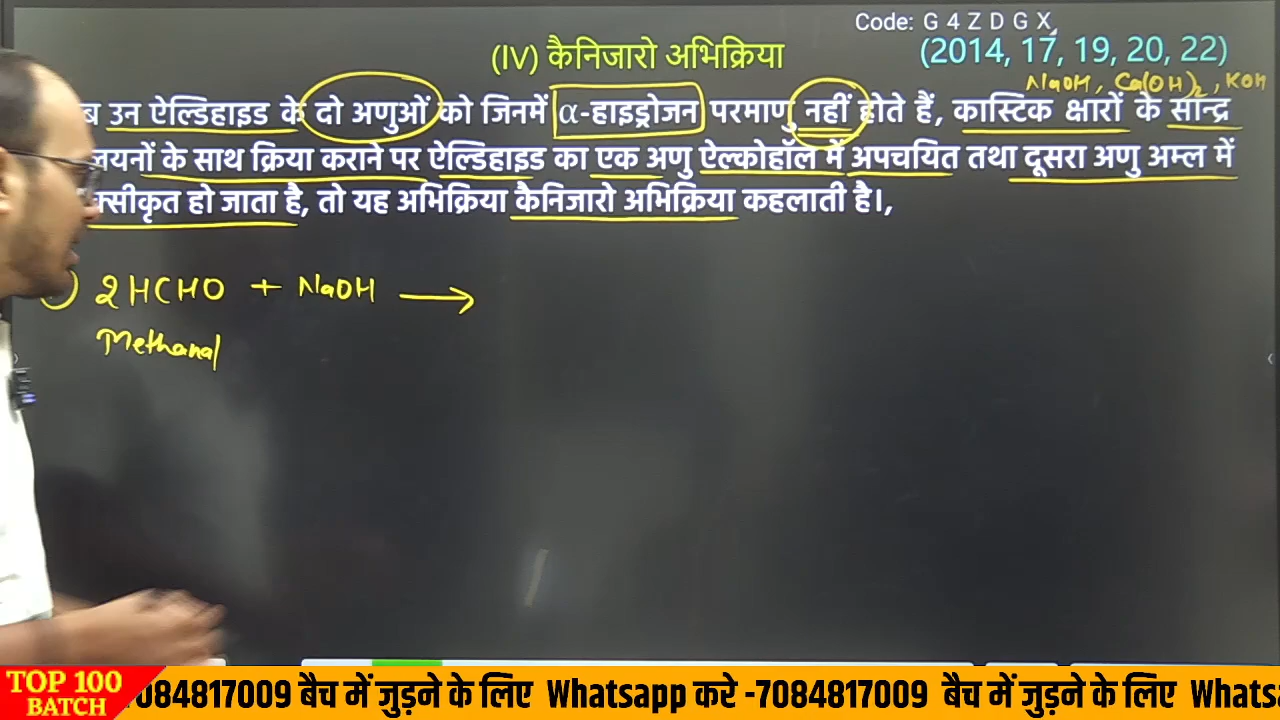 Code: G 4 Z D G X
(IV) कैनिजारो अभिक्रिया (2014, 17, 19, 20, 22)
NaOH, Ca(OH)2, KOH
ब उन ऐल्डिहाइड के दो अणुओं को जिनमें α-हाइड्रोजन परमाणु नहीं होते हैं, कास्टिक क्षारों के सान्द्र
लयनों के साथ क्रिया कराने पर ऐल्डिहाइड का एक अणु ऐल्कोहॉल में अपचयित तथा दूसरा अणु अम्ल में
क्सीकृत हो जाता है, तो यह अभिक्रिया कैनिजारो अभिक्रिया कहलाती है।,
2HCHO + NaOH ⟶
Methanal
TOP 100
BATCH
084817009 बैच में जुड़ने के लिए Whatsapp करे -7084817009 बैच में जुड़ने के लिए Whatsa